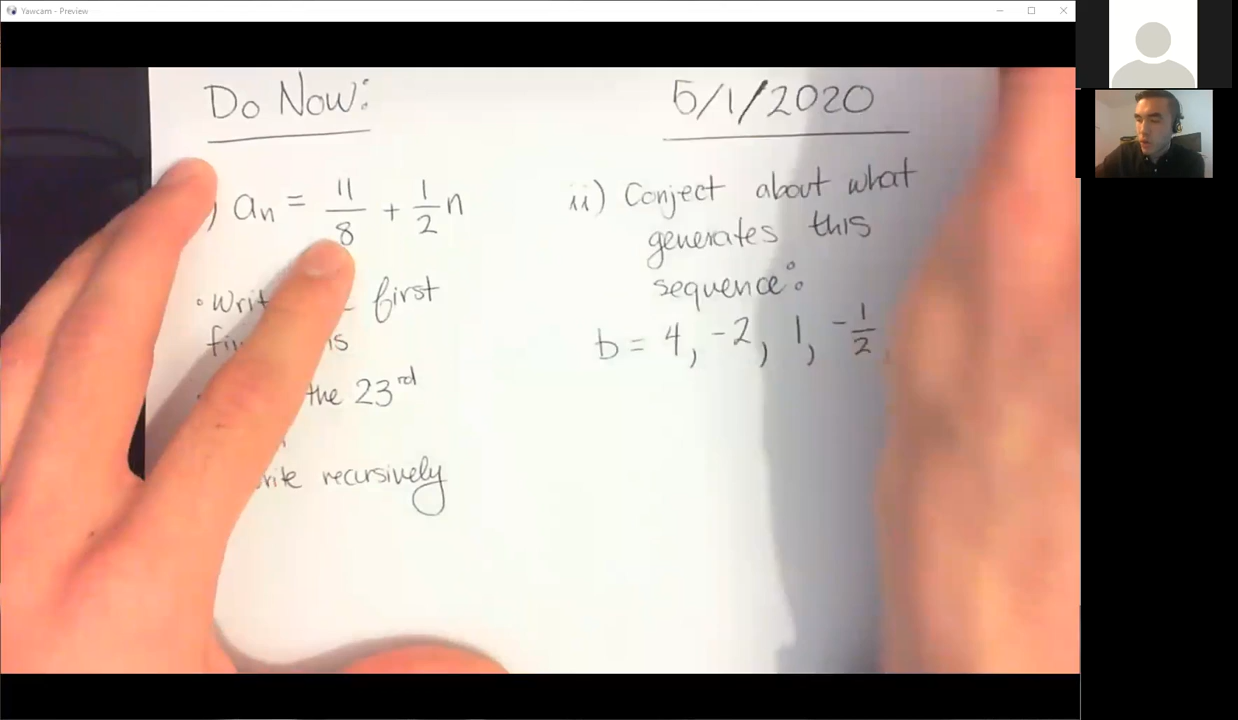 Yawcam - Preview
Do Now:
5/1/2020
) an = 11/8 + 1/2 n
ii) Conject about what
generates this
sequence:
b = 4, -2, 1, -1/2
• first
the 23rd
recursively